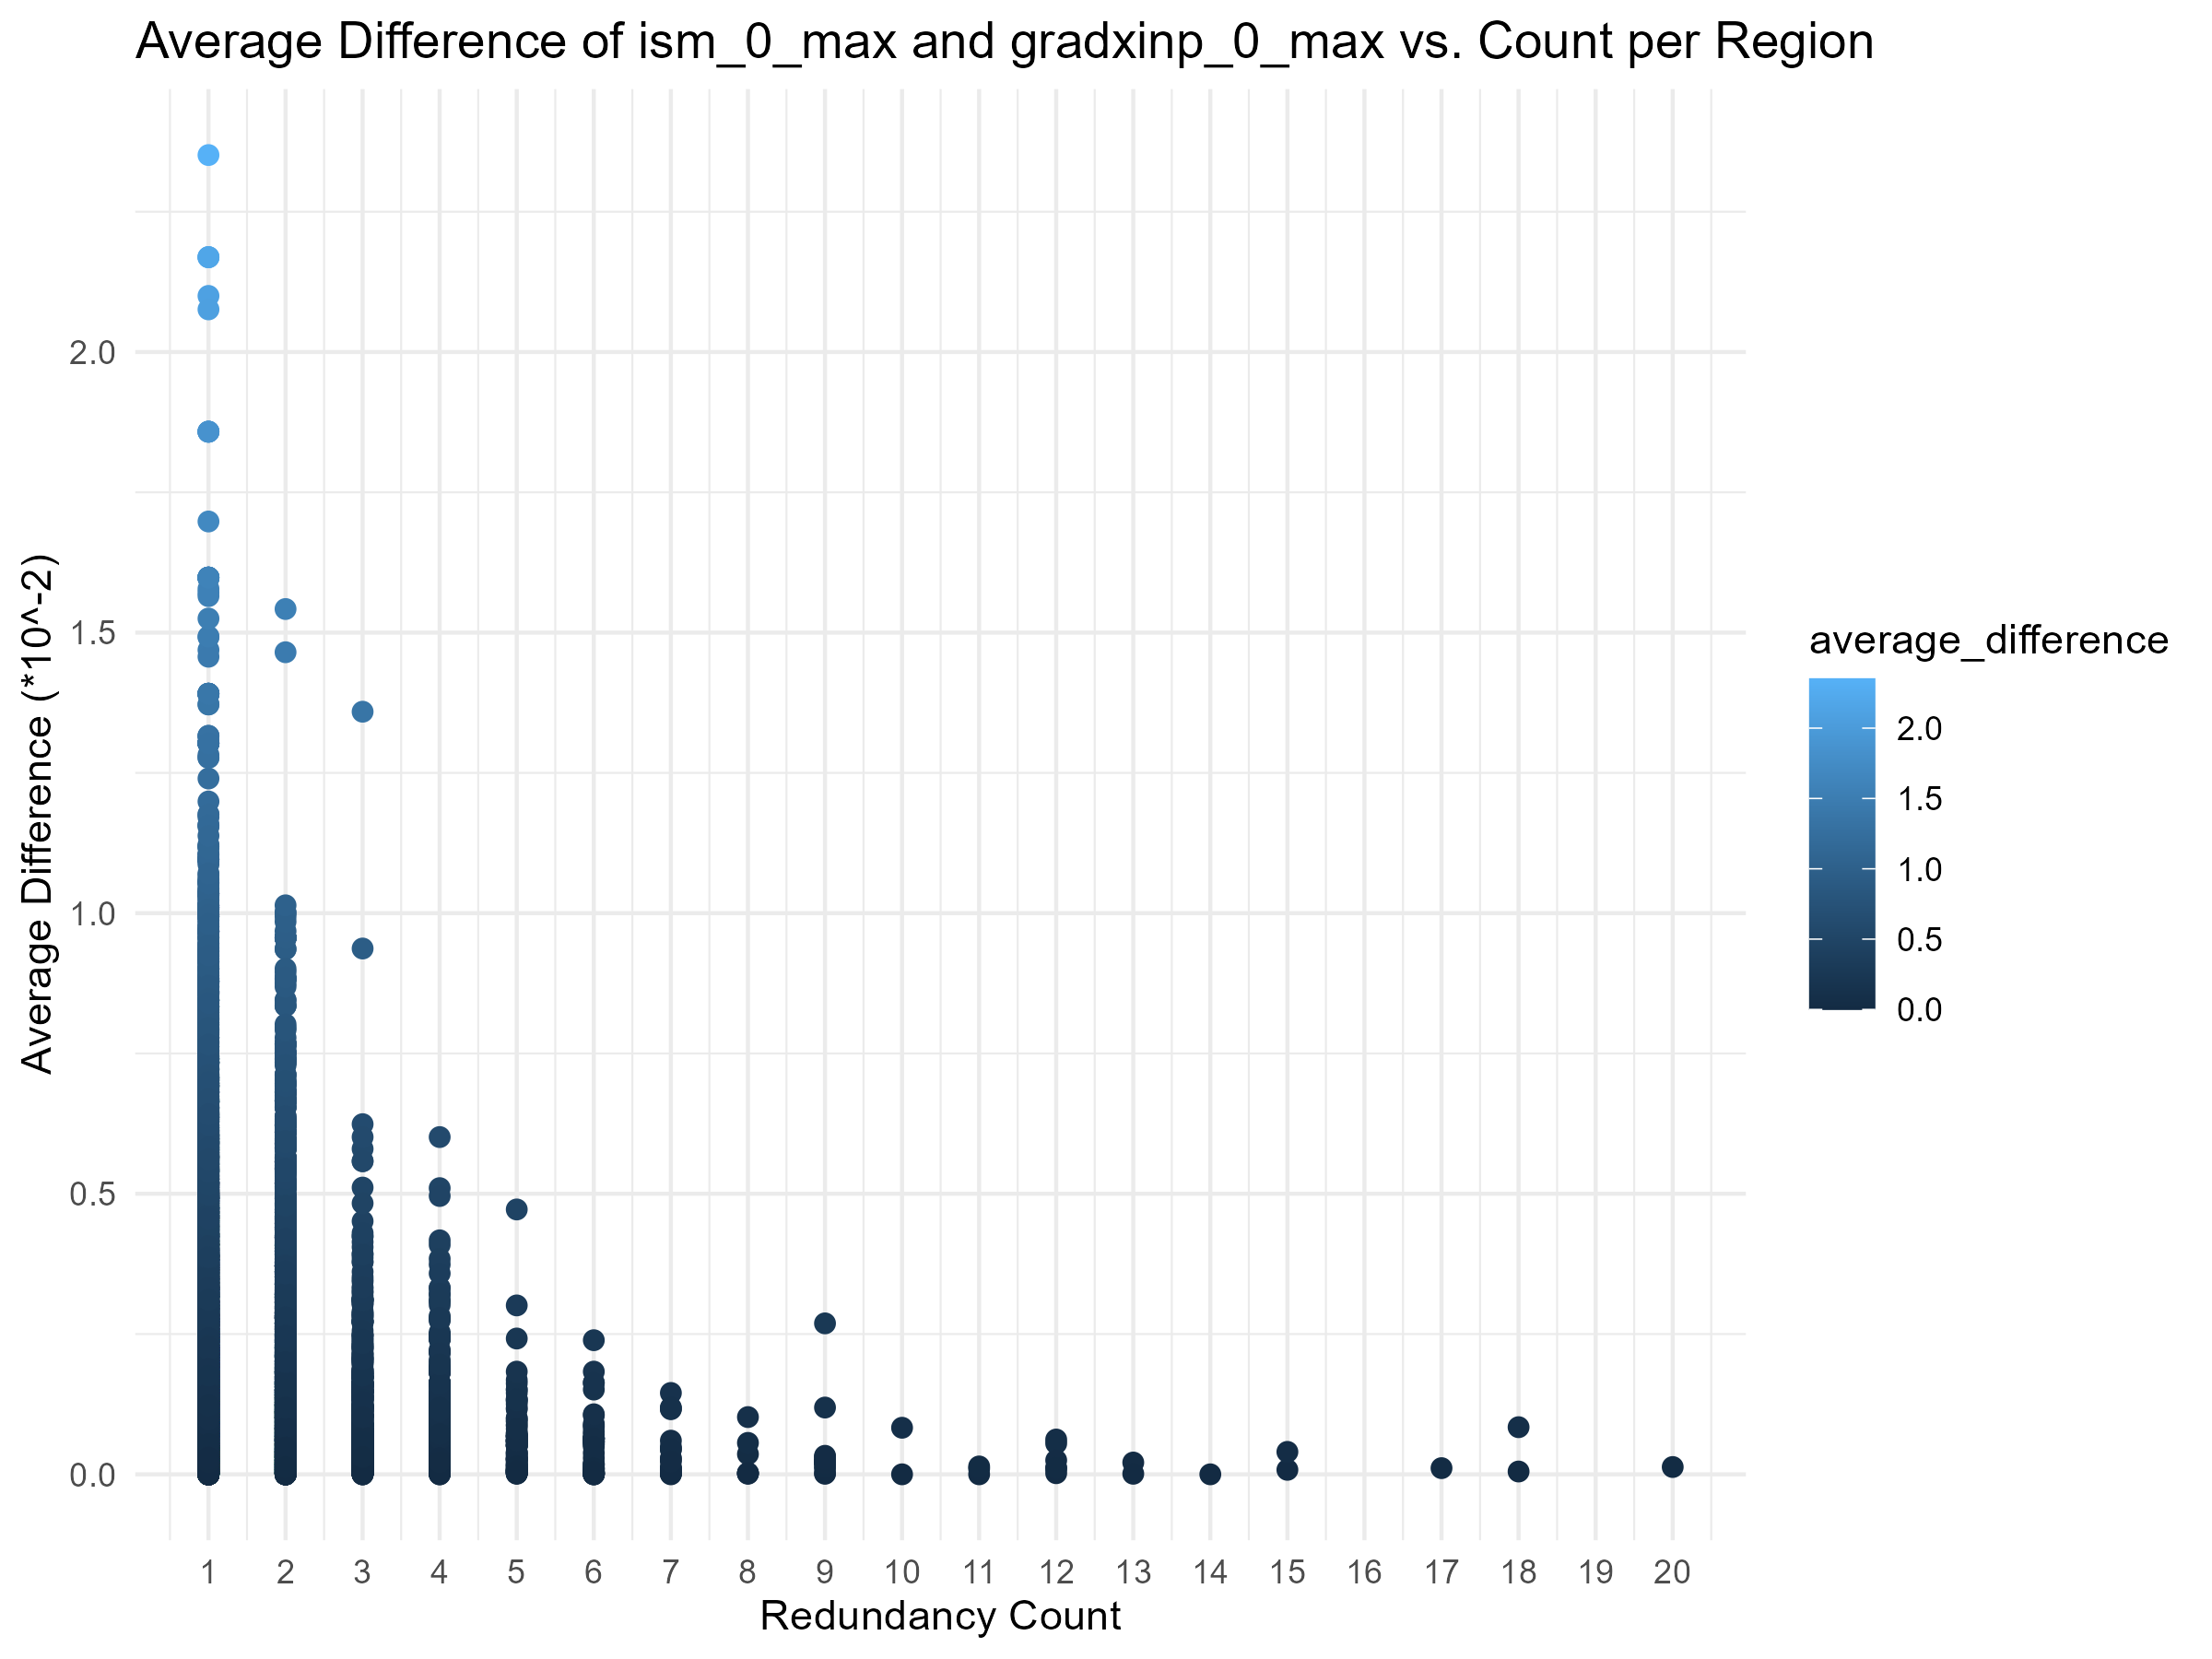 Average Difference of ism_0_max and gradxinp_0_max vs. Count per Region
Average Difference (*10^-2)
2.0
1.5
1.0
0.5
0.0
1 2 3 4 5 6 7 8 9 10 11 12 13 14 15 16 17 18 19 20
Redundancy Count
average_difference
2.0
1.5
1.0
0.5
0.0